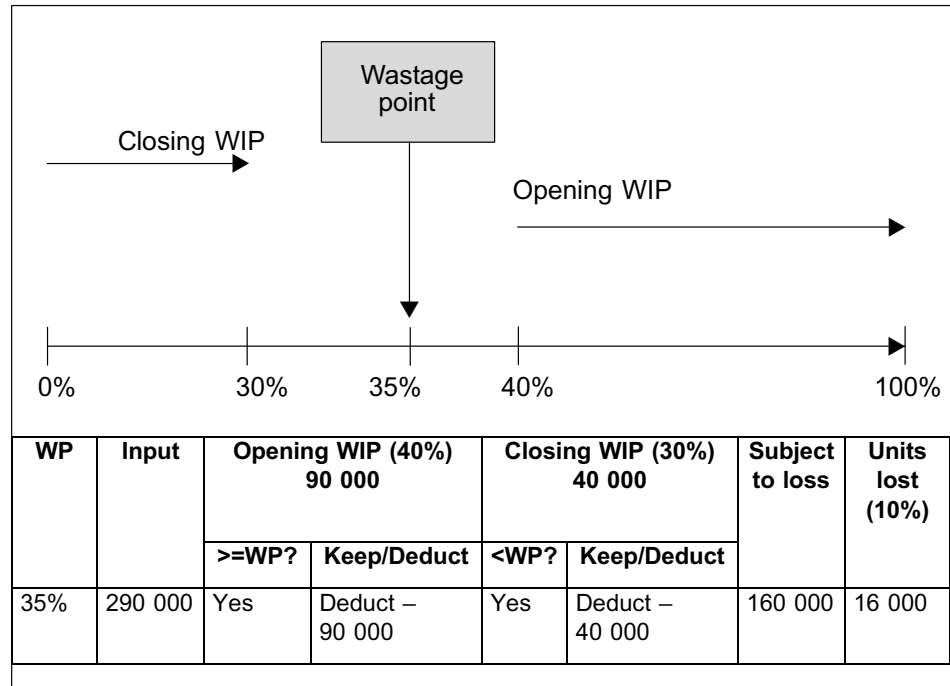 Wastage
point
Closing WIP
Opening WIP
0% 30% 35% 40% 100%
WP Input Opening WIP (40%) Closing WIP (30%) Subject Units
90 000 40 000 to loss lost
(10%)
>=WP? Keep/Deduct <WP? Keep/Deduct
35% 290 000 Yes Deduct – Yes Deduct – 160 000 16 000
90 000 40 000